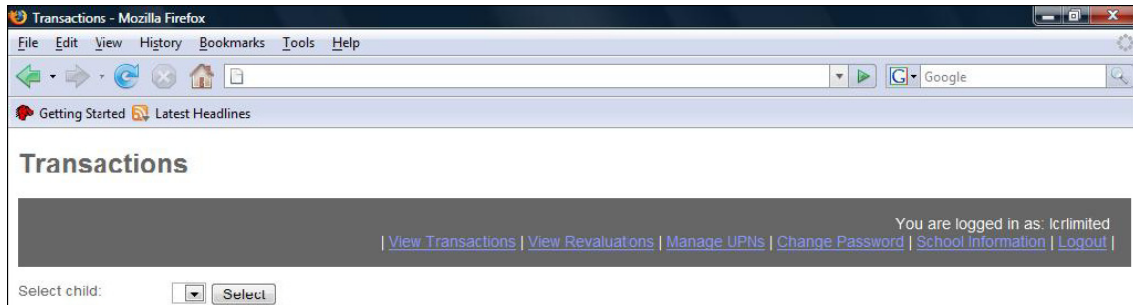 Transactions - Mozilla Firefox
File Edit View History Bookmarks Tools Help
G Google
Getting Started Latest Headlines
Transactions
You are logged in as: lcrlimited
| View Transactions | View Revaluations | Manage UPNs | Change Password | School Information | Logout |
Select child: Select